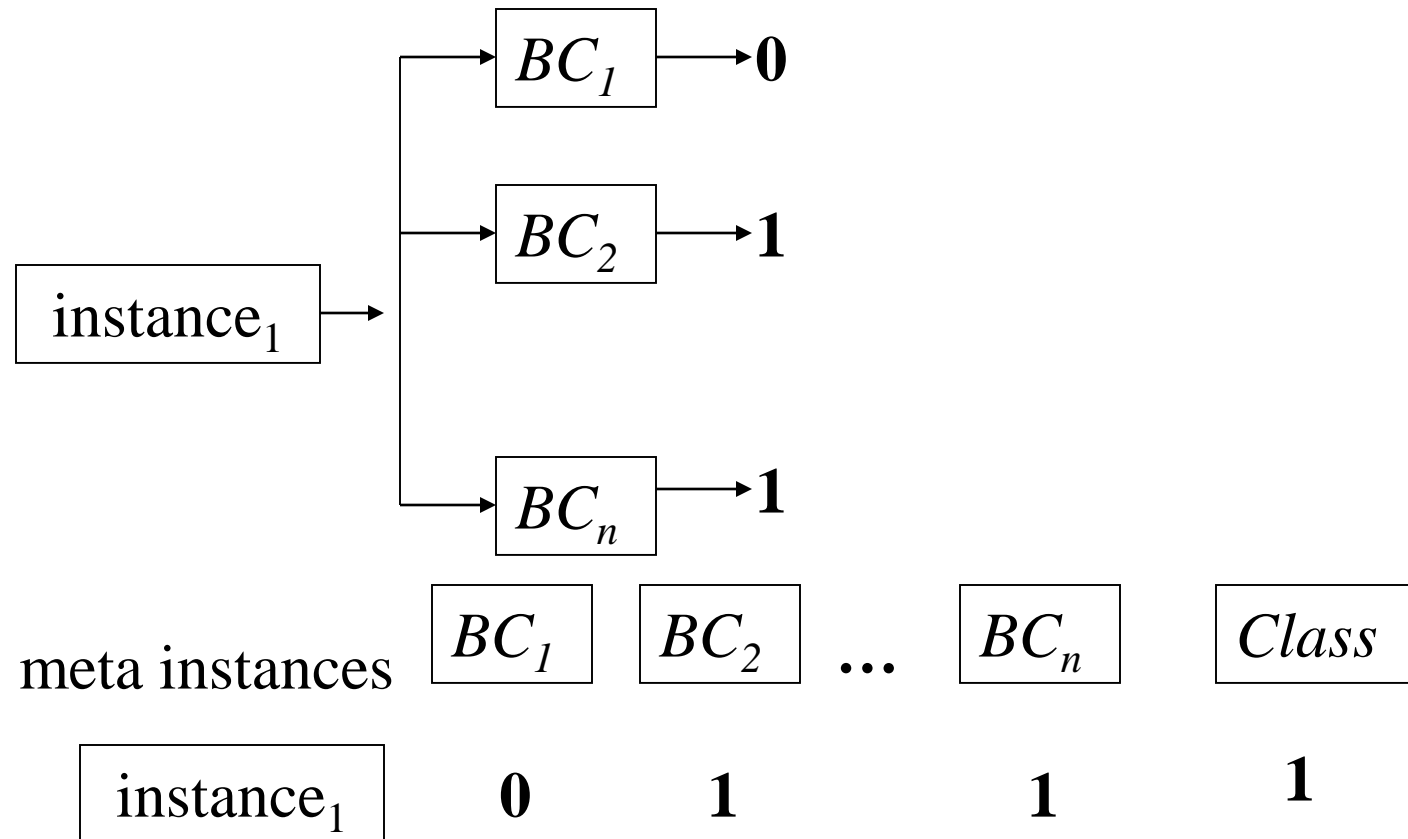 BC₁ 0
BC₂ 1
instance₁
BCₙ 1
meta instances BC₁ BC₂ ... BCₙ Class
instance₁ 0 1 1 1